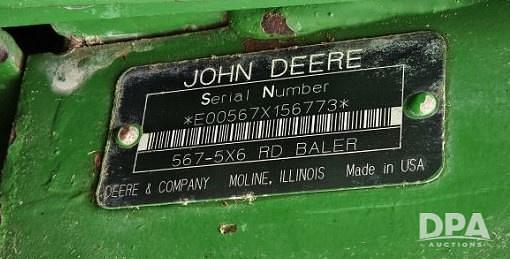 JOHN DEERE
Serial Number
*E00567X156773*
567-5X6 RD BALER
DEERE & COMPANY MOLINE, ILLINOIS Made in USA
DPA
AUCTIONS